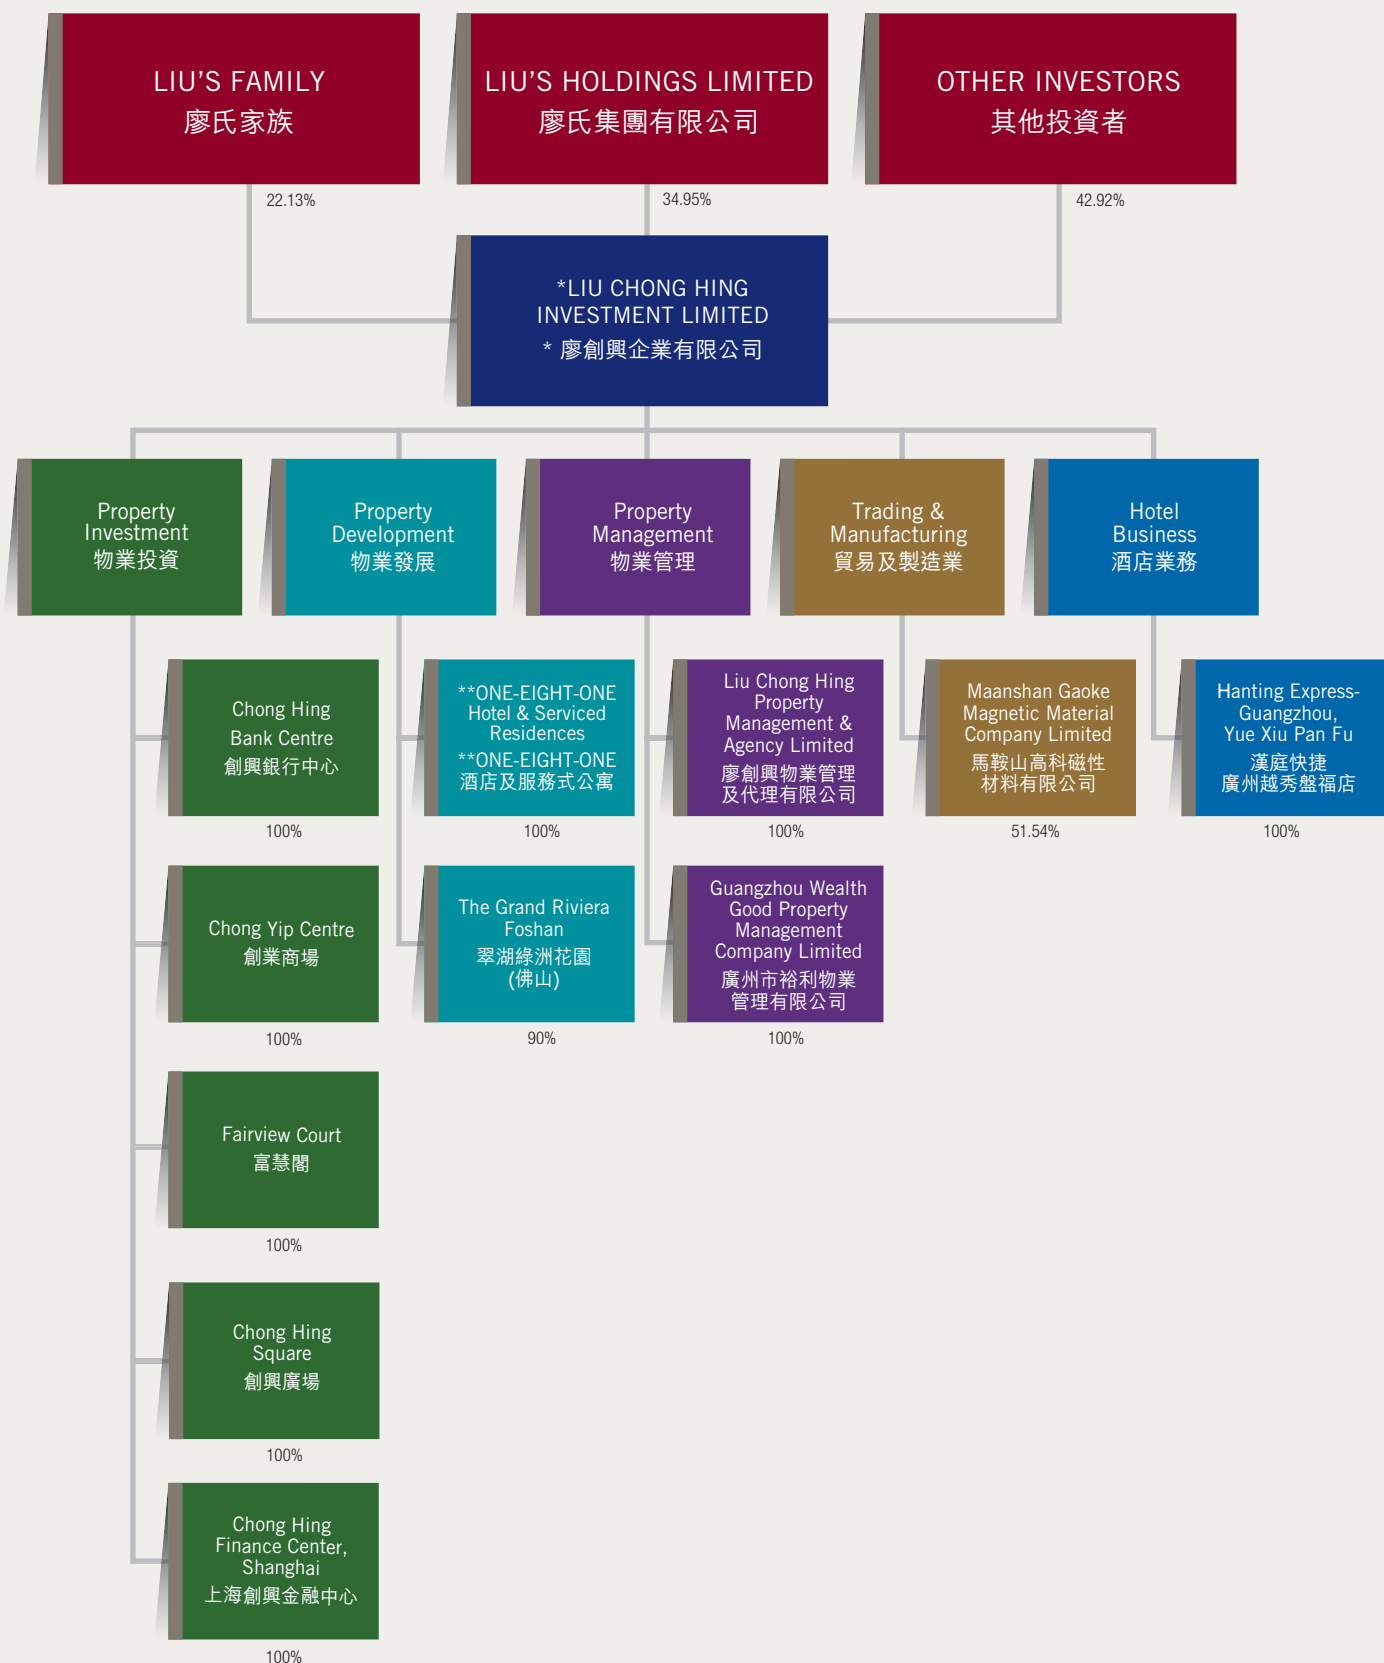 LIU'S FAMILY
廖氏家族
22.13%
LIU'S HOLDINGS LIMITED
廖氏集團有限公司
34.95%
OTHER INVESTORS
其他投資者
42.92%
*LIU CHONG HING
INVESTMENT LIMITED
* 廖創興企業有限公司
Property
Investment
物業投資
Property
Development
物業發展
Property
Management
物業管理
Trading &
Manufacturing
貿易及製造業
Hotel
Business
酒店業務
Chong Hing
Bank Centre
創興銀行中心
100%
**ONE-EIGHT-ONE
Hotel & Serviced
Residences
**ONE-EIGHT-ONE
酒店及服務式公寓
100%
Liu Chong Hing
Property
Management &
Agency Limited
廖創興物業管理
及代理有限公司
100%
Maanshan Gaoke
Magnetic Material
Company Limited
馬鞍山高科磁性
材料有限公司
51.54%
Hanting Express-
Guangzhou,
Yue Xiu Pan Fu
漢庭快捷
廣州越秀盤福店
100%
Chong Yip Centre
創業商場
100%
The Grand Riviera
Foshan
翠湖綠洲花園
(佛山)
90%
Guangzhou Wealth
Good Property
Management
Company Limited
廣州市裕利物業
管理有限公司
100%
Fairview Court
富慧閣
100%
Chong Hing
Square
創興廣場
100%
Chong Hing
Finance Center,
Shanghai
上海創興金融中心
100%